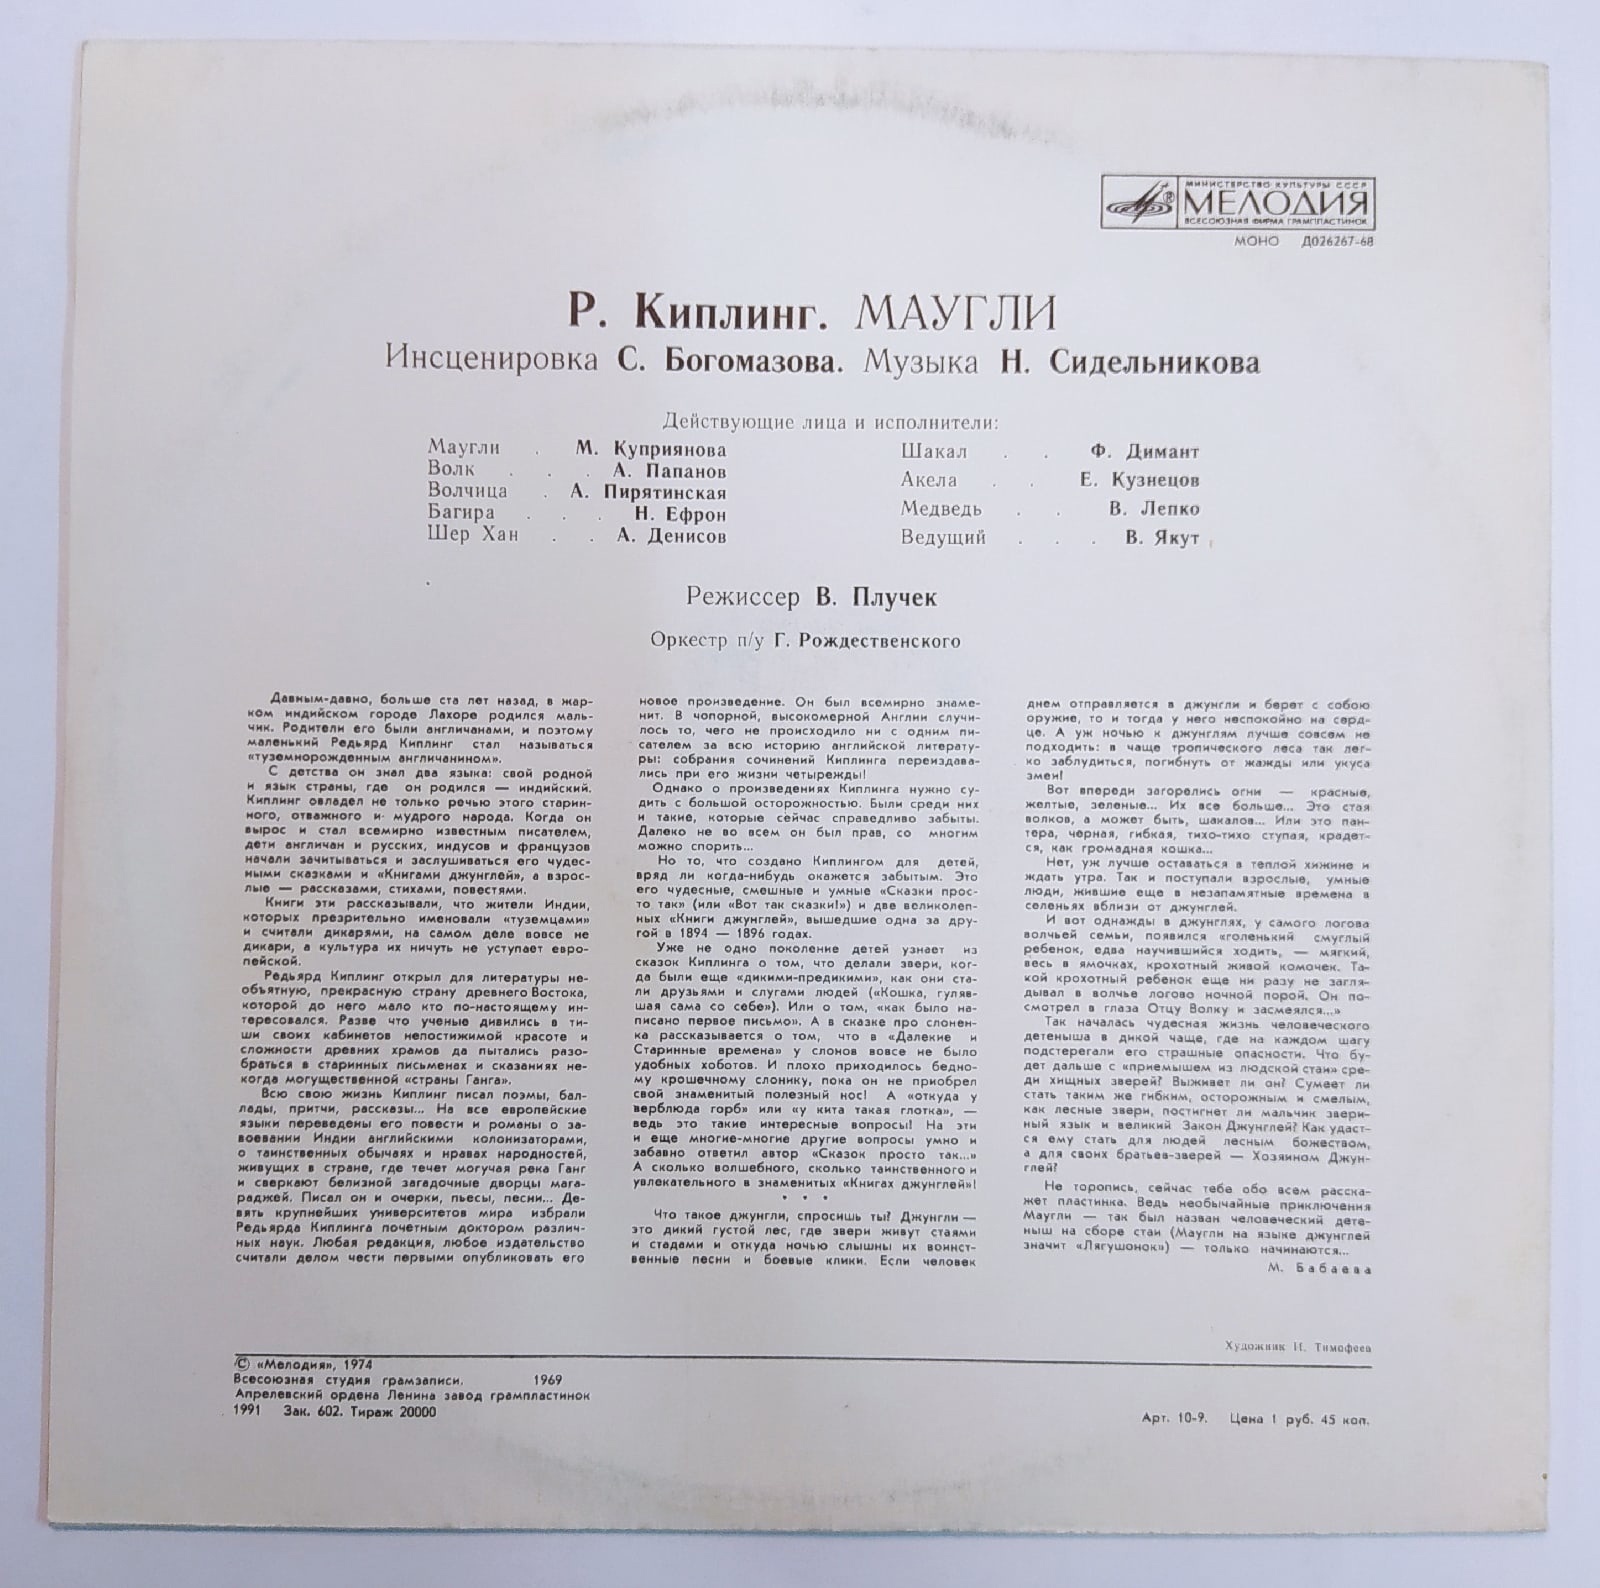 МИНИСТЕРСТВО КУЛЬТУРЫ СССР
МЕЛОДИЯ
ВСЕСОЮЗНАЯ ФИРМА ГРАМПЛАСТИНОК
МОНО Д026267-68
Р. Киплинг. МАУГЛИ
Инсценировка С. Богомазова. Музыка Н. Сидельникова
Действующие лица и исполнители:
Маугли . М. Куприянова
Волк . . . А. Папанов
Волчица . А. Пирятинская
Багира . . . Н. Ефрон
Шер Хан . . А. Денисов
Шакал . . Ф. Димант
Акела . . Е. Кузнецов
Медведь . . В. Лепко
Ведущий . . . В. Якут
Режиссер В. Плучек
Оркестр п/у Г. Рождественского
Давным-давно, больше ста лет назад, в жар-
ком индийском городе Лахоре родился маль-
чик. Родители его были англичанами, и поэтому
маленький Редьярд Киплинг стал называться
«туземнорожденным англичанином».
С детства он знал два языка: свой родной
и язык страны, где он родился — индийский.
Киплинг овладел не только речью этого старин-
ного, отважного и мудрого народа. Когда он
вырос и стал всемирно известным писателем,
дети англичан и русских, индусов и французов
начали зачитываться и заслушиваться его чудес-
ными сказками и «Книгами джунглей», а взрос-
лые — рассказами, стихами, повестями.
Книги эти рассказывали, что жители Индии,
которых презрительно именовали «туземцами»
и считали дикарями, на самом деле вовсе не
дикари, а культура их ничуть не уступает евро-
пейской.
Редьярд Киплинг открыл для литературы не-
объятную, прекрасную страну древнего Востока,
которой до него мало кто по-настоящему ин-
тересовался. Разве что ученые дивились в ти-
ши своих кабинетов непостижимой красоте и
сложности древних храмов да пытались разо-
браться в старинных письменах и сказаниях не-
когда могущественной «страны Ганга».
Всю свою жизнь Киплинг писал поэмы, бал-
лады, притчи, рассказы... На все европейские
языки переведены его повести и романы о за-
воевании Индии английскими колонизаторами,
о таинственных обычаях и нравах народностей,
живущих в стране, где течет могучая река Ганг
и сверкают белизной загадочные дворцы мага-
раджей. Писал он и очерки, пьесы, песни... Де-
вять крупнейших университетов мира избрали
Редьярда Киплинга почетным доктором различ-
ных наук. Любая редакция, любое издательство
считали делом чести первыми опубликовать его
новое произведение. Он был всемирно знаме-
нит. В чопорной, высокомерной Англии случи-
лось то, чего не происходило ни с одним пи-
сателем за всю историю английской литерату-
ры: собрания сочинений Киплинга переиздава-
лись при его жизни четырежды!
Однако о произведениях Киплинга нужно су-
дить с большой осторожностью. Были среди них
и такие, которые сейчас справедливо забыты.
Далеко не во всем он был прав, со многим
можно спорить...
Но то, что создано Киплингом для детей,
вряд ли когда-нибудь окажется забытым. Это
его чудесные, смешные и умные «Сказки прос-
то так» (или «Вот так сказки!») и две великолеп-
ных «Книги джунглей», вышедшие одна за дру-
гой в 1894 — 1896 годах.
Уже не одно поколение детей узнает из
сказок Киплинга о том, что делали звери, ког-
да были еще «дикими-предикими», как они ста-
ли друзьями и слугами людей («Кошка, гуляв-
шая сама со себе»). Или о том, «как было на-
писано первое письмо». А в сказке про слонен-
ка рассказывается о том, что в «Далекие и
Старинные времена» у слонов вовсе не было
удобных хоботов. И плохо приходилось бедно-
му крошечному слонику, пока он не приобрел
свой знаменитый полезный нос! А «откуда у
верблюда горб» или «у кита такая глотка», —
ведь это такие интересные вопросы! На эти
и еще многие-многие другие вопросы умно и
забавно ответил автор «Сказок просто так...»
А сколько волшебного, сколько таинственного и
увлекательного в знаменитых «Книгах джунглей»!
• • •
Что такое джунгли, спросишь ты? Джунгли —
это дикий густой лес, где звери живут стаями
и стадами и откуда ночью слышны их воинст-
венные песни и боевые клики. Если человек
днем отправляется в джунгли и берет с собою
оружие, то и тогда у него неспокойно на серд-
це. А уж ночью к джунглям лучше совсем не
подходить: в чаще тропического леса так лег-
ко заблудиться, погибнуть от жажды или укуса
змеи!
Вот впереди загорелись огни — красные,
желтые, зеленые... Их все больше... Это стая
волков, а может быть, шакалов... Или это пан-
тера, черная, гибкая, тихо-тихо ступая, крадет-
ся, как громадная кошка...
Нет, уж лучше оставаться в теплой хижине и
ждать утра. Так и поступали взрослые, умные
люди, жившие еще в незапамятные времена в
селеньях вблизи от джунглей.
И вот однажды в джунглях, у самого логова
волчьей семьи, появился «голенький смуглый
ребенок, едва научившийся ходить, — мягкий,
весь в ямочках, крохотный живой комочек. Та-
кой крохотный ребенок еще ни разу не загля-
дывал в волчье логово ночной порой. Он по-
смотрел в глаза Отцу Волку и засмеялся...»
Так началась чудесная жизнь человеческого
детеныша в дикой чаще, где на каждом шагу
подстерегали его страшные опасности. Что бу-
дет дальше с «приемышем из людской стаи» сре-
ди хищных зверей? Выживет ли он? Сумеет ли
стать таким же гибким, осторожным и смелым,
как лесные звери, постигнет ли мальчик звери-
ный язык и великий Закон Джунглей? Как удаст-
ся ему стать для людей лесным божеством,
а для своих братьев-зверей — Хозяином Джун-
глей?
Не торопись, сейчас тебе обо всем расска-
жет пластинка. Ведь необычайные приключения
Маугли — так был назван человеческий дете-
ныш на сборе стаи (Маугли на языке джунглей
значит «Лягушонок») — только начинаются...
М. Бабаева
Художник И. Тимофеев
© «Мелодия», 1974
Всесоюзная студия грамзаписи. 1969
Апрелевский ордена Ленина завод грампластинок
1991 Зак. 602. Тираж 20000
Арт. 10-9. Цена 1 руб. 45 коп.